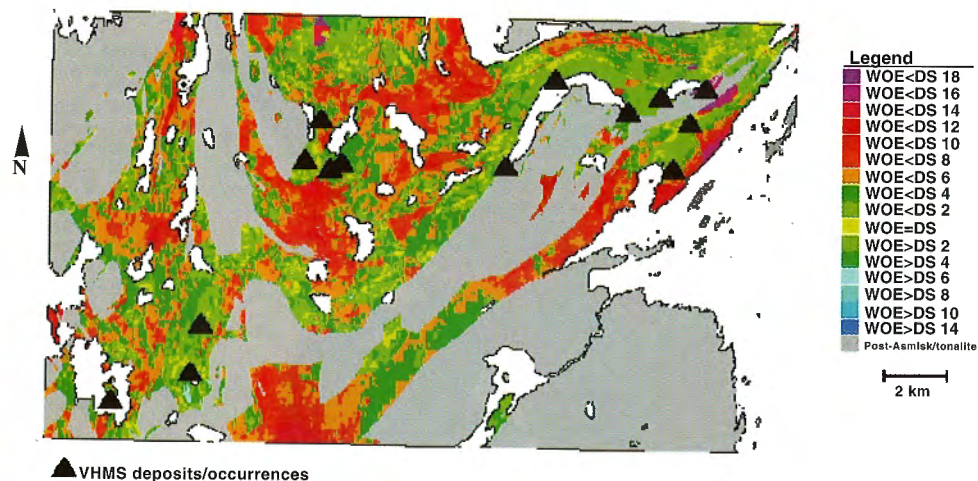 N
Legend
WOE<DS 18
WOE<DS 16
WOE<DS 14
WOE<DS 12
WOE<DS 10
WOE<DS 8
WOE<DS 6
WOE<DS 4
WOE<DS 2
WOE=DS
WOE>DS 2
WOE>DS 4
WOE>DS 6
WOE>DS 8
WOE>DS 10
WOE>DS 14
Post-Asmlsk/tonalite
2 km
VHMS deposits/occurrences